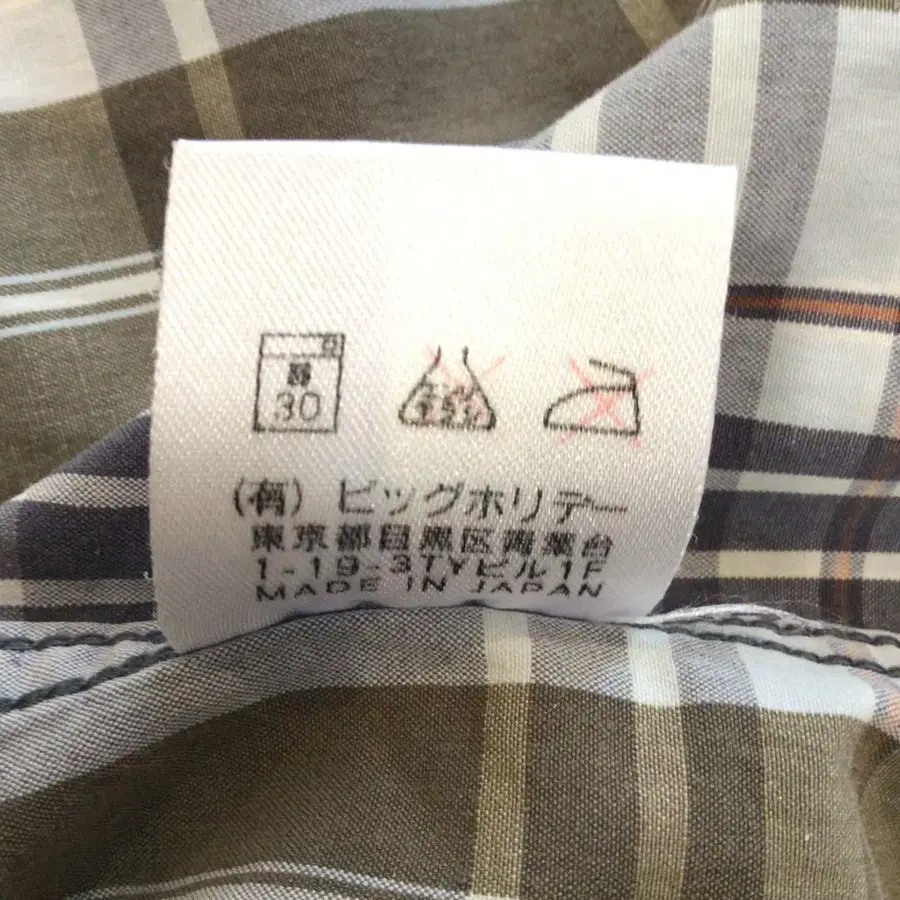 弱
30
エンソサラシ
(有) ビッグホリデー
東京都目黒区青葉台
1-19-3TYビル1F
MADE IN JAPAN